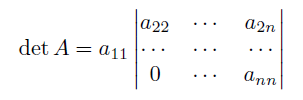 det A = a₁₁ | a₂₂ ⋯ a₂ₙ |
| ⋯ ⋯ ⋯ |
| 0 ⋯ aₙₙ |